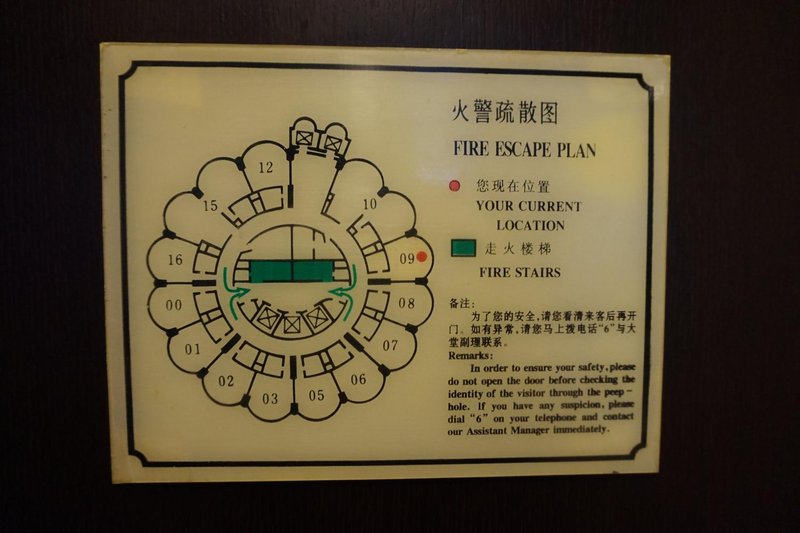 火警疏散图
FIRE ESCAPE PLAN
您现在位置
YOUR CURRENT
LOCATION
走火楼梯
FIRE STAIRS
备注:
为了您的安全,请您看清来客后再开
门。如有异常,请您马上拨电话“6”与大
堂副理联系。
Remarks:
In order to ensure your safety, please
do not open the door before checking the
identity of the visitor through the peep-
hole. If you have any suspicion, please
dial “6” on your telephone and contact
our Assistant Manager immediately.
12
15
10
16
09
00
08
01
07
02
06
03
05